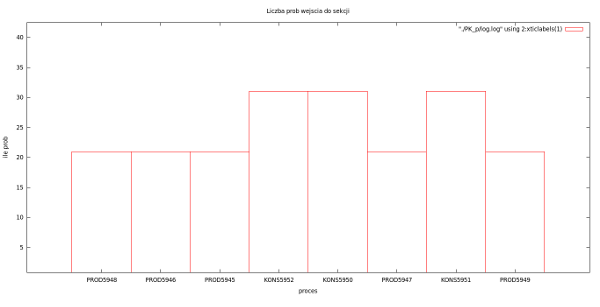 Liczba prob wejscia do sekcji
"./PK_p/log.log" using 2:xticlabels(1)
Ile prob
40
35
30
25
20
15
10
5
PROD5948 PROD5946 PROD5945 KONS5952 KONS5950 PROD5947 KONS5951 PROD5949
proces